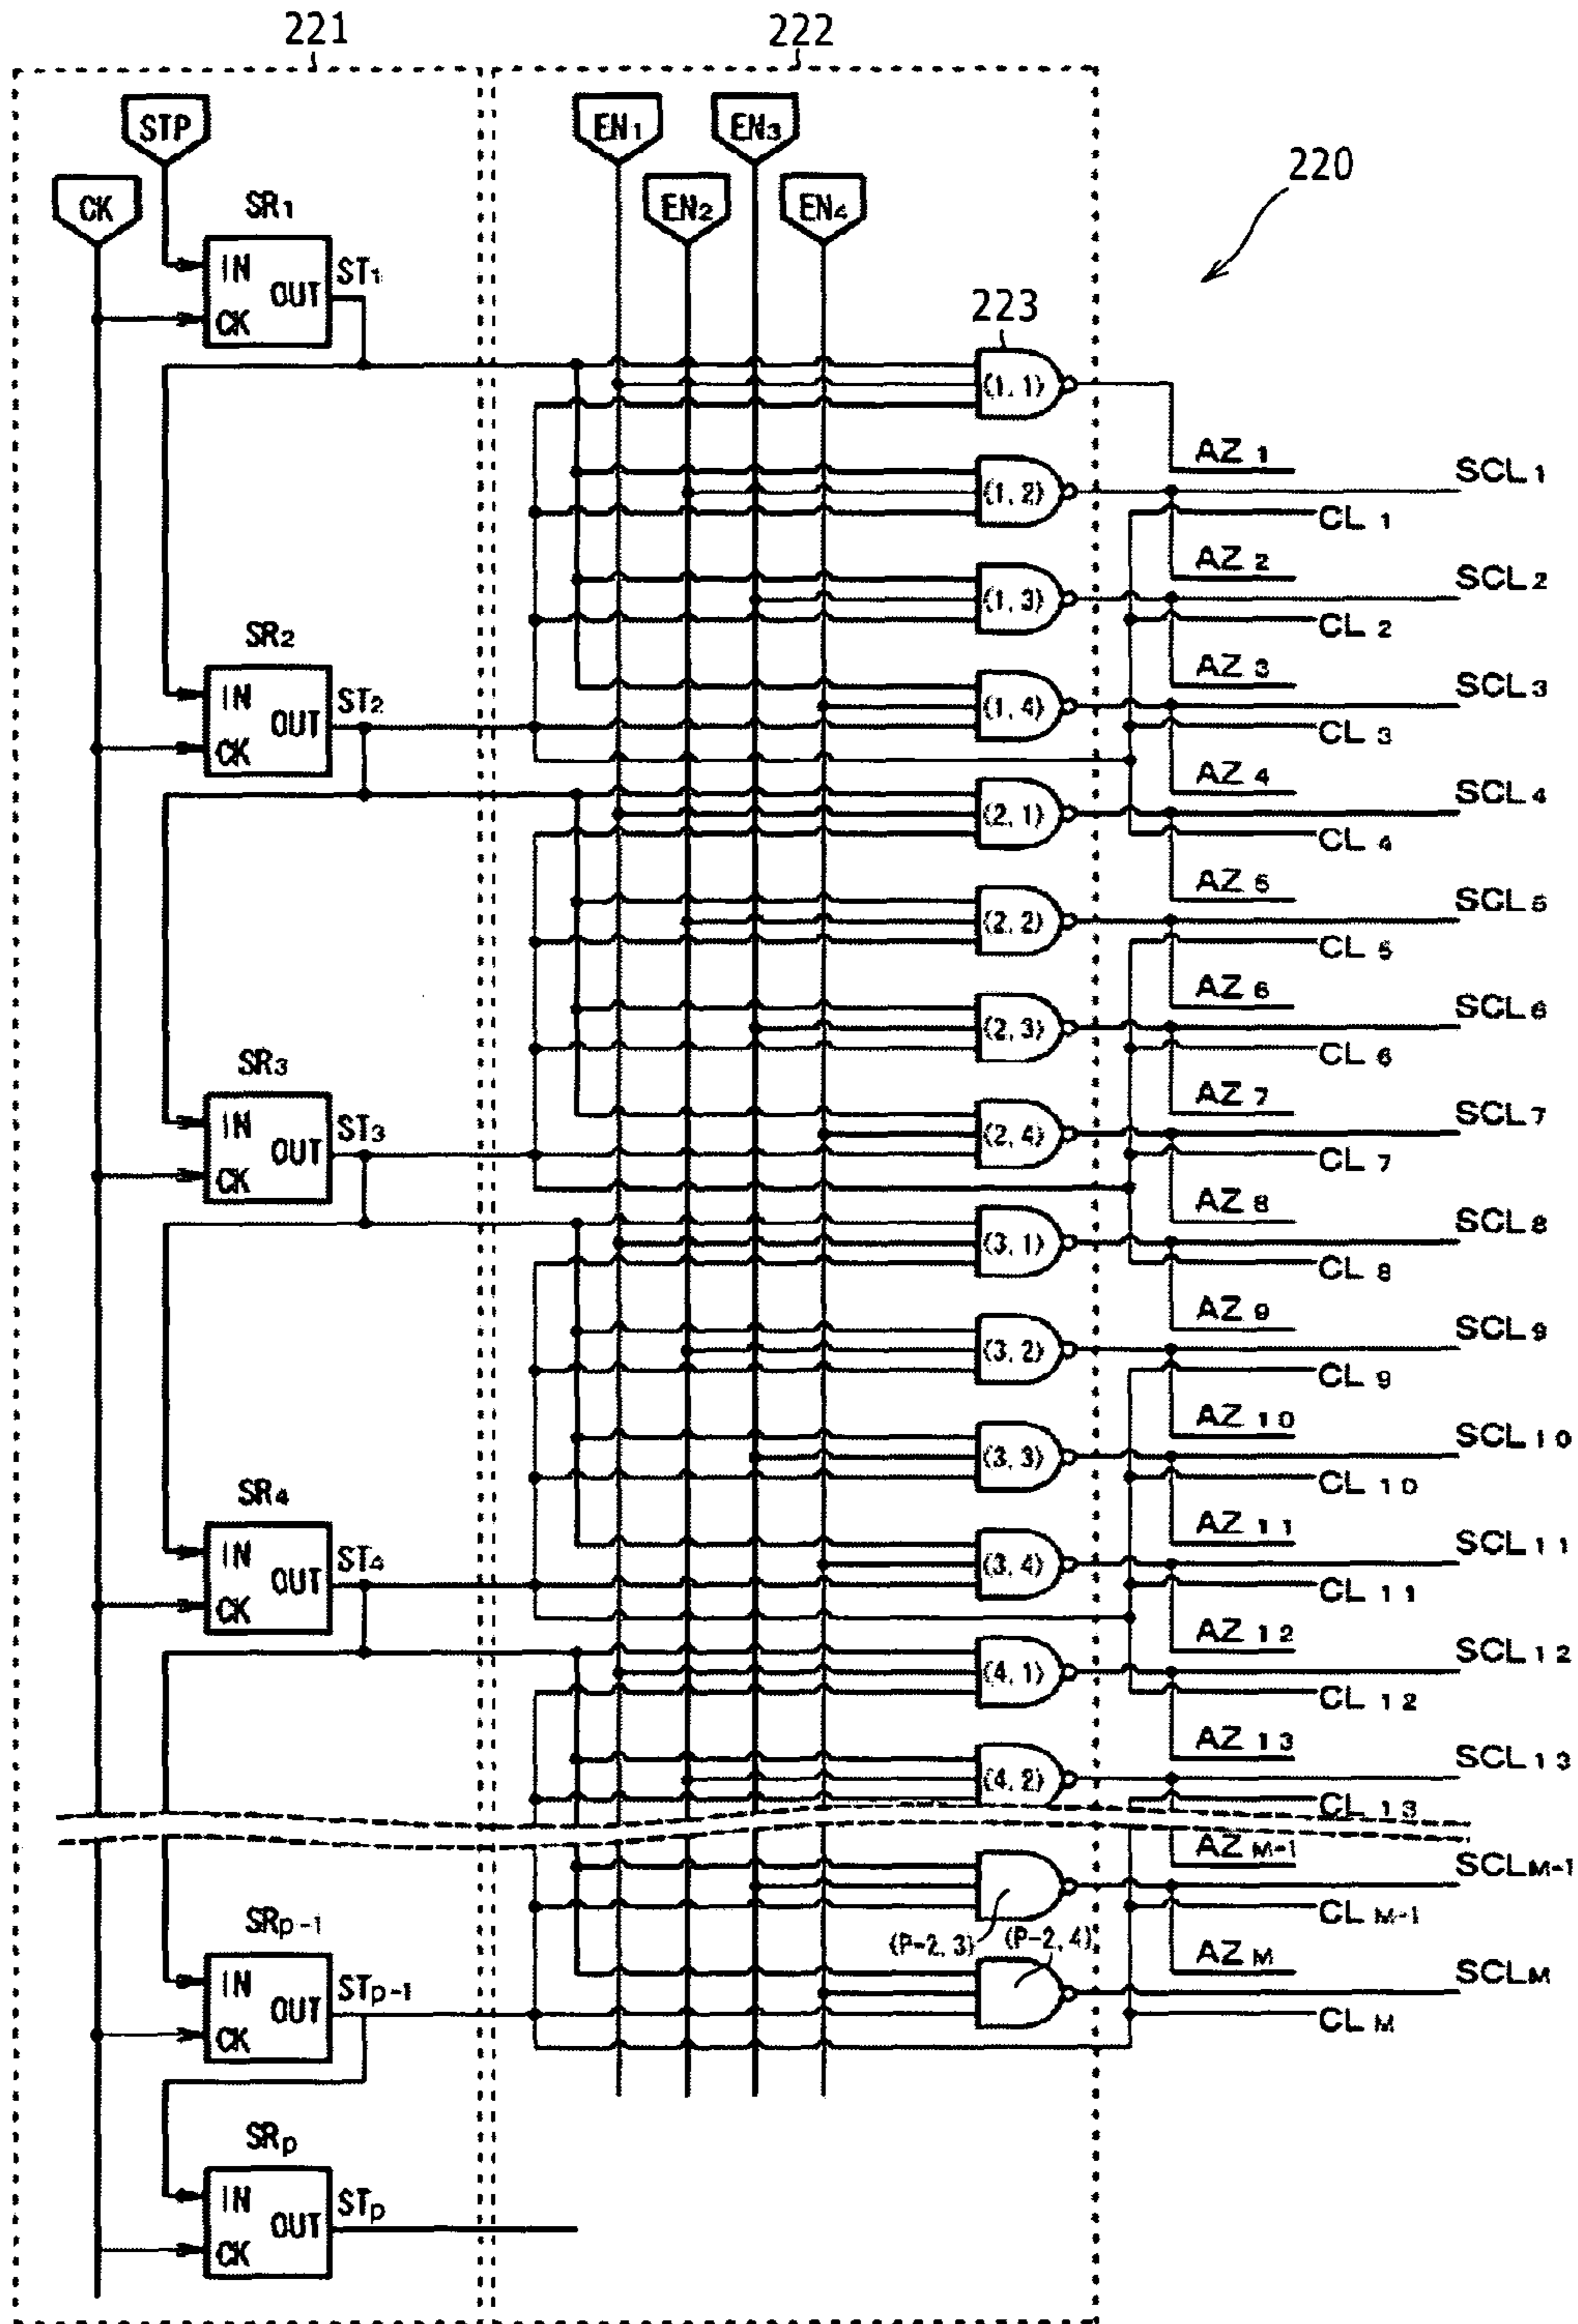 221
222
STP
EN1
EN3
220
CK
SR1
EN2
EN4
IN
ST1
OUT
CK
223
(1, 1)
AZ 1
SCL 1
(1, 2)
CL 1
AZ 2
SCL 2
(1, 3)
CL 2
SR2
AZ 3
SCL 3
IN
ST2
(1, 4)
OUT
CL 3
CK
AZ 4
SCL 4
(2, 1)
CL 4
AZ 5
SCL 5
(2, 2)
CL 5
AZ 6
SCL 6
(2, 3)
CL 6
SR3
AZ 7
SCL 7
IN
ST3
(2, 4)
OUT
CL 7
CK
AZ 8
SCL 8
(3, 1)
CL 8
AZ 9
SCL 9
(3, 2)
CL 9
AZ 10
SCL 10
(3, 3)
CL 10
SR4
AZ 11
SCL 11
IN
ST4
(3, 4)
OUT
CL 11
CK
AZ 12
SCL 12
(4, 1)
CL 12
AZ 13
SCL 13
(4, 2)
CL 13
AZ M-1
SCLM-1
SRp-1
CL M-1
(P-2, 3)
(P-2, 4)
IN
STp-1
AZ M
SCLM
OUT
CL M
CK
SRp
IN
STp
OUT
CK